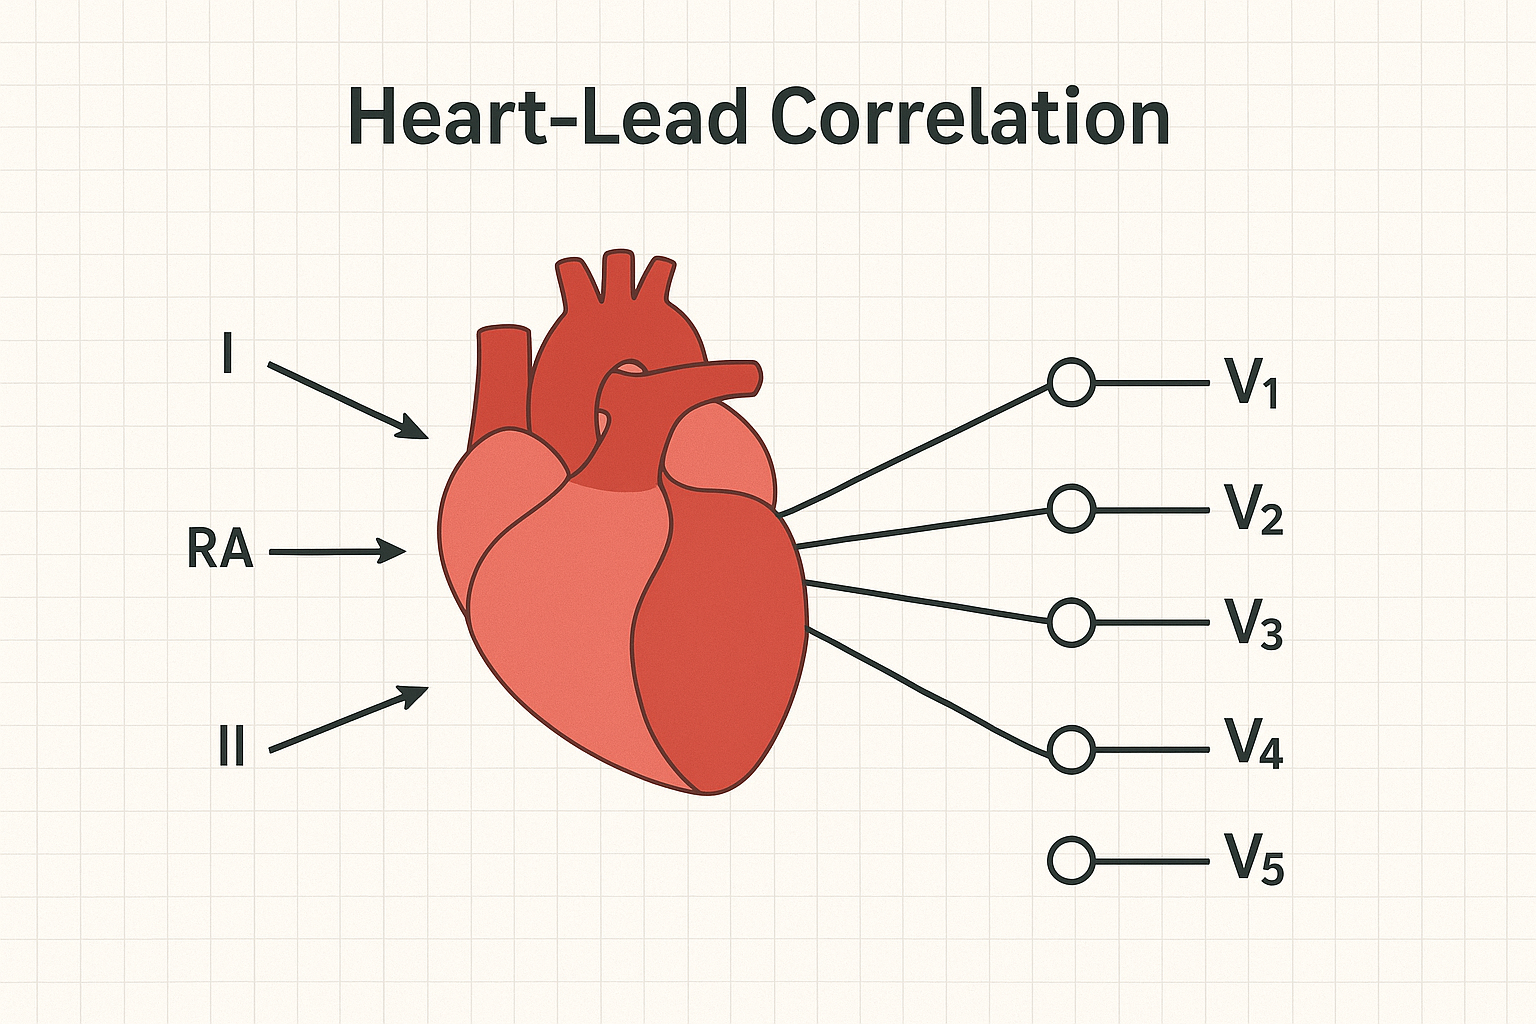 Heart-Lead Correlation
I
RA
II
V₁
V₂
V₃
V₄
V₅